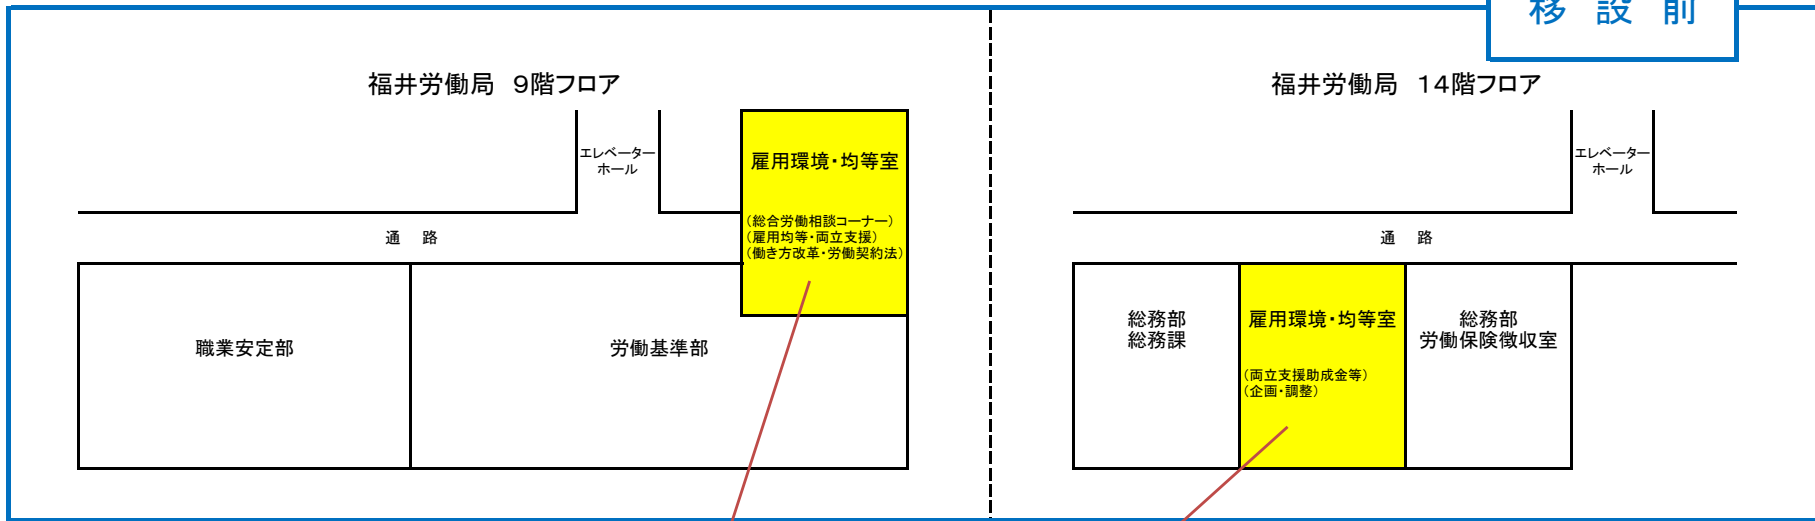 移 設 前
福井労働局 9階フロア
エレベーター
ホール
雇用環境・均等室
(総合労働相談コーナー)
(雇用均等・両立支援)
(働き方改革・労働契約法)
通 路
職業安定部
労働基準部
福井労働局 14階フロア
エレベーター
ホール
通 路
総務部
総務課
雇用環境・均等室
(両立支援助成金等)
(企画・調整)
総務部
労働保険徴収室